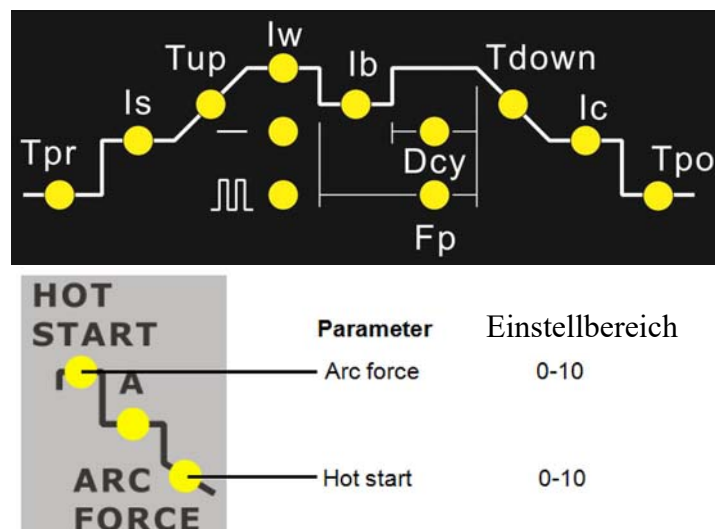 Iw
Tup Ib Tdown
Is Ic
Tpr Dcy Tpo
Fp
HOT
START
Parameter Einstellbereich
Arc force 0-10
A
Hot start 0-10
ARC
FORCE